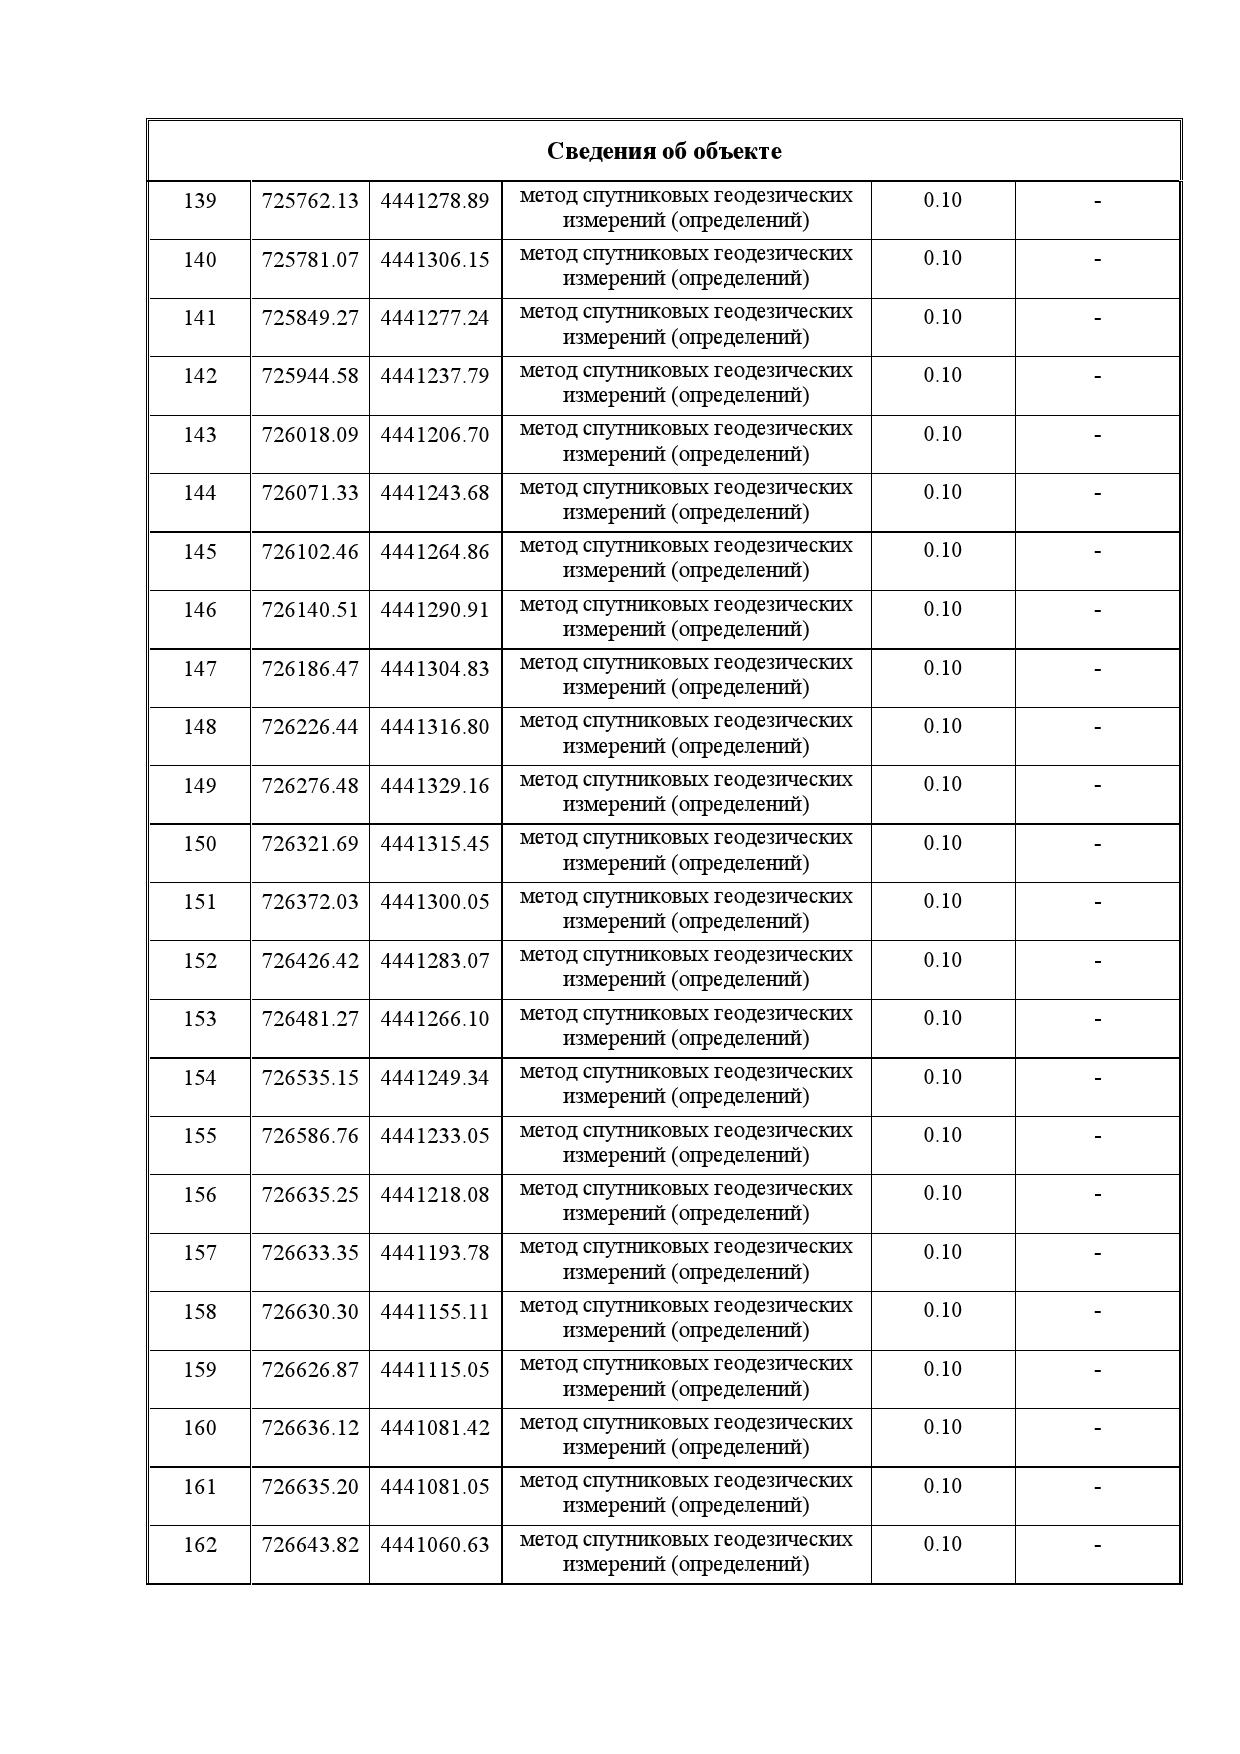 Сведения об объекте
139 725762.13 4441278.89 метод спутниковых геодезических 0.10 -
измерений (определений)
140 725781.07 4441306.15 метод спутниковых геодезических 0.10 -
измерений (определений)
141 725849.27 4441277.24 метод спутниковых геодезических 0.10 -
измерений (определений)
142 725944.58 4441237.79 метод спутниковых геодезических 0.10 -
измерений (определений)
143 726018.09 4441206.70 метод спутниковых геодезических 0.10 -
измерений (определений)
144 726071.33 4441243.68 метод спутниковых геодезических 0.10 -
измерений (определений)
145 726102.46 4441264.86 метод спутниковых геодезических 0.10 -
измерений (определений)
146 726140.51 4441290.91 метод спутниковых геодезических 0.10 -
измерений (определений)
147 726186.47 4441304.83 метод спутниковых геодезических 0.10 -
измерений (определений)
148 726226.44 4441316.80 метод спутниковых геодезических 0.10 -
измерений (определений)
149 726276.48 4441329.16 метод спутниковых геодезических 0.10 -
измерений (определений)
150 726321.69 4441315.45 метод спутниковых геодезических 0.10 -
измерений (определений)
151 726372.03 4441300.05 метод спутниковых геодезических 0.10 -
измерений (определений)
152 726426.42 4441283.07 метод спутниковых геодезических 0.10 -
измерений (определений)
153 726481.27 4441266.10 метод спутниковых геодезических 0.10 -
измерений (определений)
154 726535.15 4441249.34 метод спутниковых геодезических 0.10 -
измерений (определений)
155 726586.76 4441233.05 метод спутниковых геодезических 0.10 -
измерений (определений)
156 726635.25 4441218.08 метод спутниковых геодезических 0.10 -
измерений (определений)
157 726633.35 4441193.78 метод спутниковых геодезических 0.10 -
измерений (определений)
158 726630.30 4441155.11 метод спутниковых геодезических 0.10 -
измерений (определений)
159 726626.87 4441115.05 метод спутниковых геодезических 0.10 -
измерений (определений)
160 726636.12 4441081.42 метод спутниковых геодезических 0.10 -
измерений (определений)
161 726635.20 4441081.05 метод спутниковых геодезических 0.10 -
измерений (определений)
162 726643.82 4441060.63 метод спутниковых геодезических 0.10 -
измерений (определений)